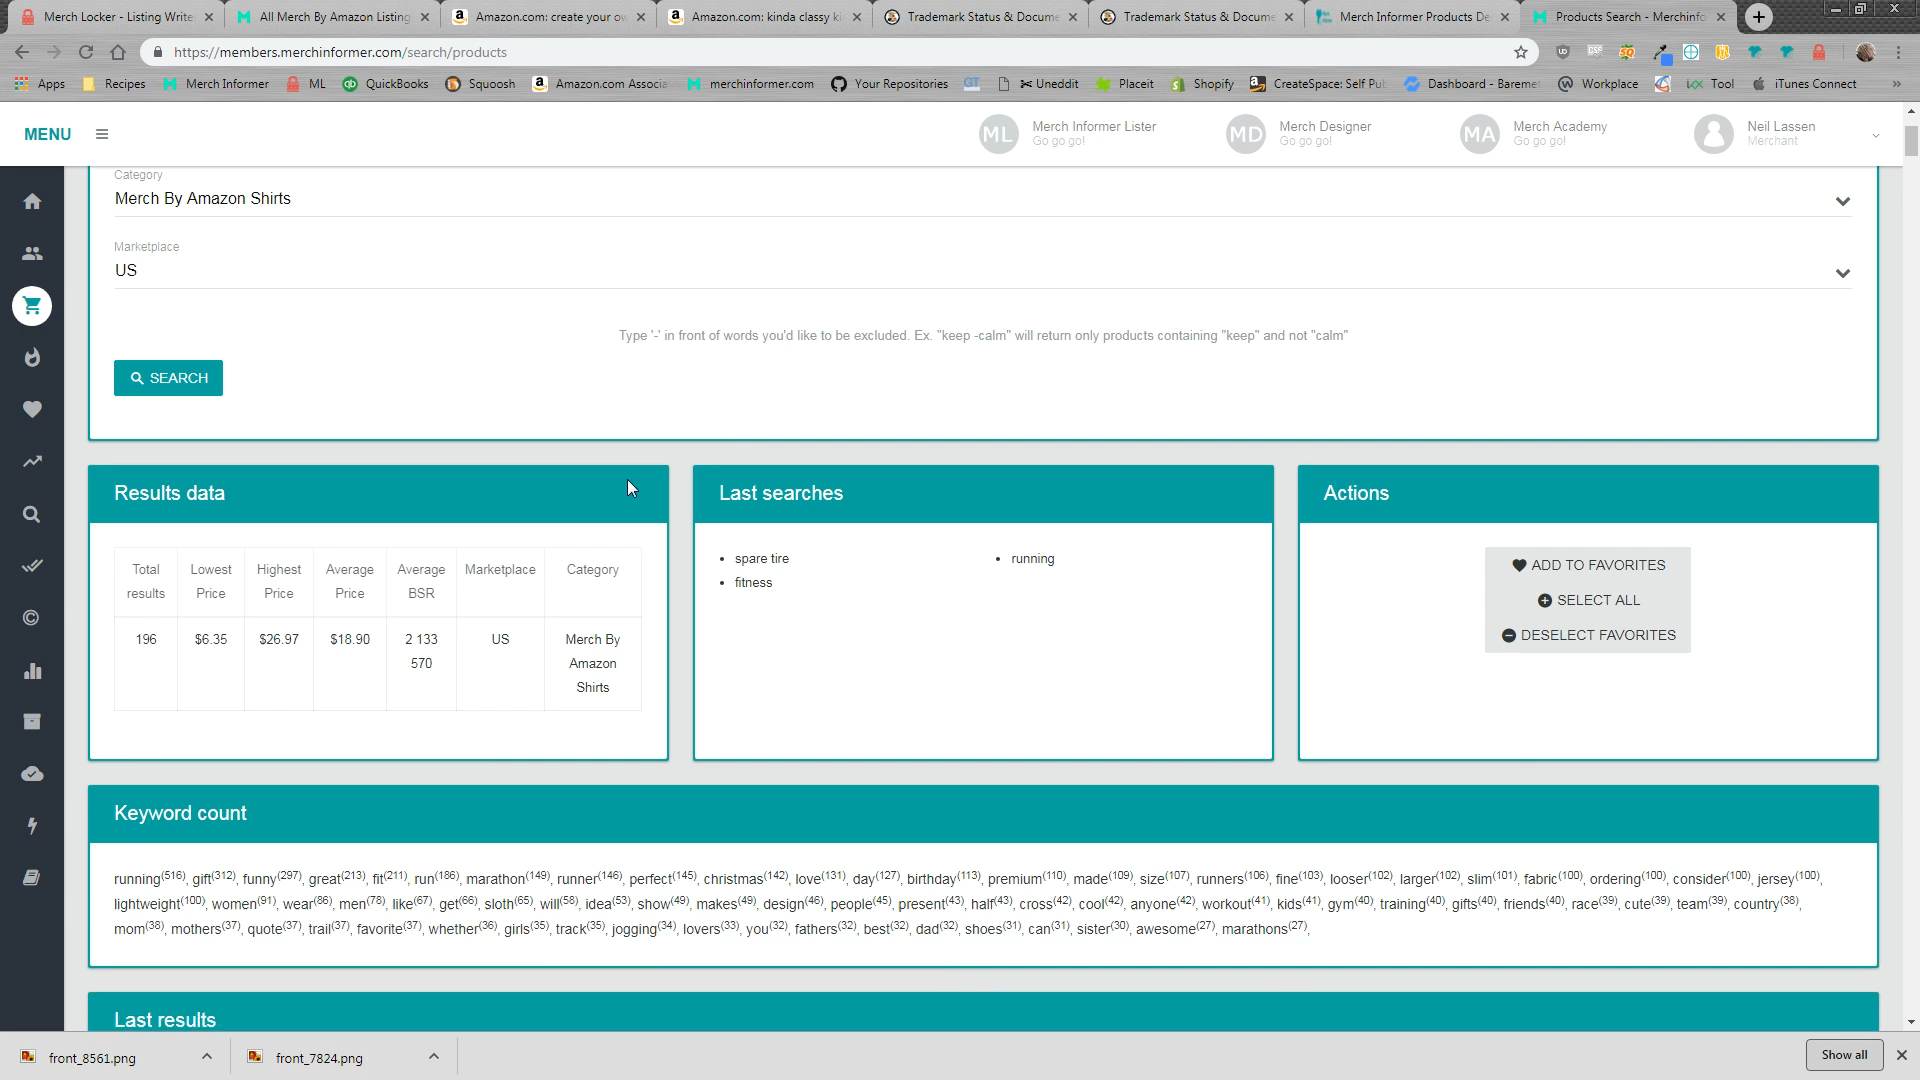 Merch Locker - Listing Write
All Merch By Amazon Listing
Amazon.com: create your o
Amazon.com: kinda classy ki
Trademark Status & Docume
Trademark Status & Docume
Merch Informer Products De
Products Search - Merchinfo
https://members.merchinformer.com/search/products
Apps
Recipes
Merch Informer
ML
QuickBooks
Squoosh
Amazon.com Associa
merchinformer.com
Your Repositories
GT
Uneddit
Placeit
Shopify
CreateSpace: Self Pu
Dashboard - Bareme
Workplace
Tool
iTunes Connect
»
MENU
ML
Merch Informer Lister
Go go go!
MD
Merch Designer
Go go go!
MA
Merch Academy
Go go go!
Neil Lassen
Merchant
Category
Merch By Amazon Shirts
Marketplace
US
Type '-' in front of words you'd like to be excluded. Ex. "keep -calm" will return only products containing "keep" and not "calm"
SEARCH
Results data
Total results
Lowest Price
Highest Price
Average Price
Average BSR
Marketplace
Category
196
$6.35
$26.97
$18.90
2 133 570
US
Merch By Amazon Shirts
Last searches
• spare tire
• fitness
• running
Actions
ADD TO FAVORITES
SELECT ALL
DESELECT FAVORITES
Keyword count
running(516), gift(312), funny(297), great(213), fit(211), run(186), marathon(149), runner(146), perfect(145), christmas(142), love(131), day(127), birthday(113), premium(110), made(109), size(107), runners(106), fine(103), looser(102), larger(102), slim(101), fabric(100), ordering(100), consider(100), jersey(100),
lightweight(100), women(91), wear(86), men(78), like(67), get(66), sloth(65), will(58), idea(53), show(49), makes(49), design(46), people(45), present(43), half(43), cross(42), cool(42), anyone(42), workout(41), kids(41), gym(40), training(40), gifts(40), friends(40), race(39), cute(39), team(39), country(38),
mom(38), mothers(37), quote(37), trail(37), favorite(37), whether(36), girls(35), track(35), jogging(34), lovers(33), you(32), fathers(32), best(32), dad(32), shoes(31), can(31), sister(30), awesome(27), marathons(27),
Last results
front_8561.png
front_7824.png
Show all